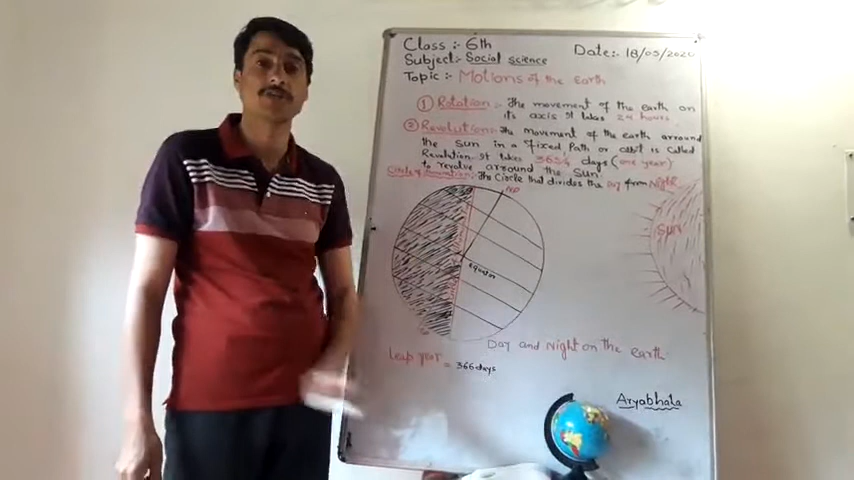 Class :- 6th
Date:- 18/05/2020
Subject:- Social science
Topic :- Motions of the earth
① Rotation :- The movement of the earth on
its axis it takes 24 hours.
② Revolution:- The movement of the earth around
the sun in a fixed Path or orbit is called
Revolution. It takes 365¼ days (one year)
to revolve around the sun.
Circle of illumination:- The Circle that divides the Day from Night
NP
Sun
equator
Day and Night on the Earth
Leap year = 366 days
Aryabhata